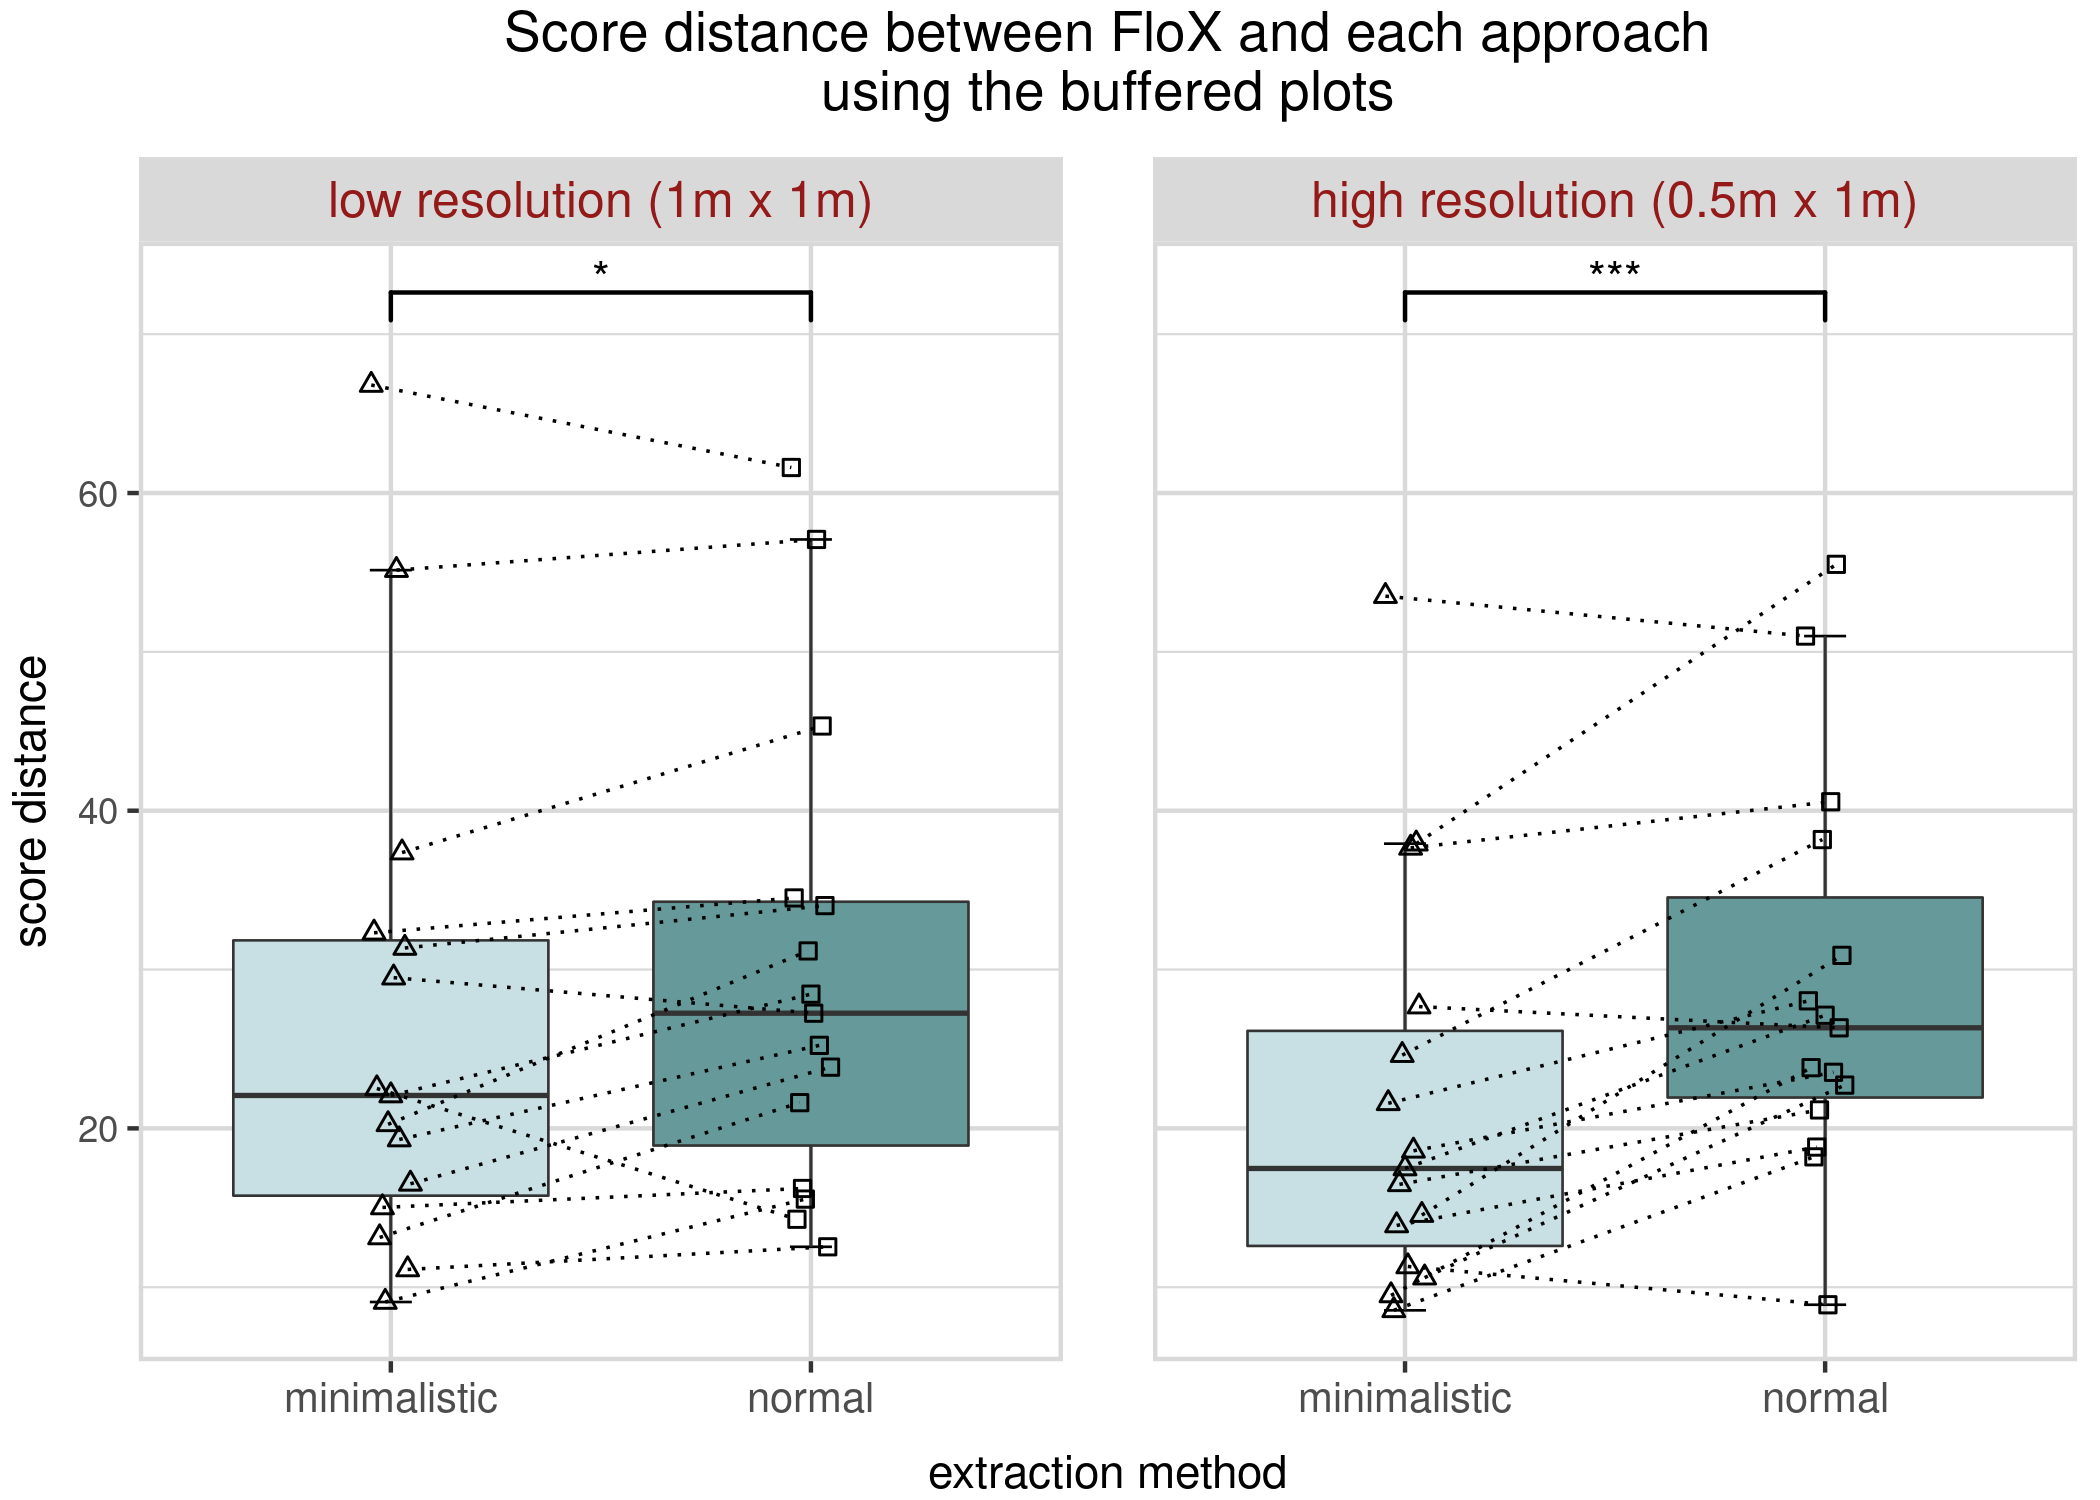 Score distance between FloX and each approach
using the buffered plots
low resolution (1m x 1m)
high resolution (0.5m x 1m)
*
***
score distance
60
40
20
minimalistic
normal
minimalistic
normal
extraction method